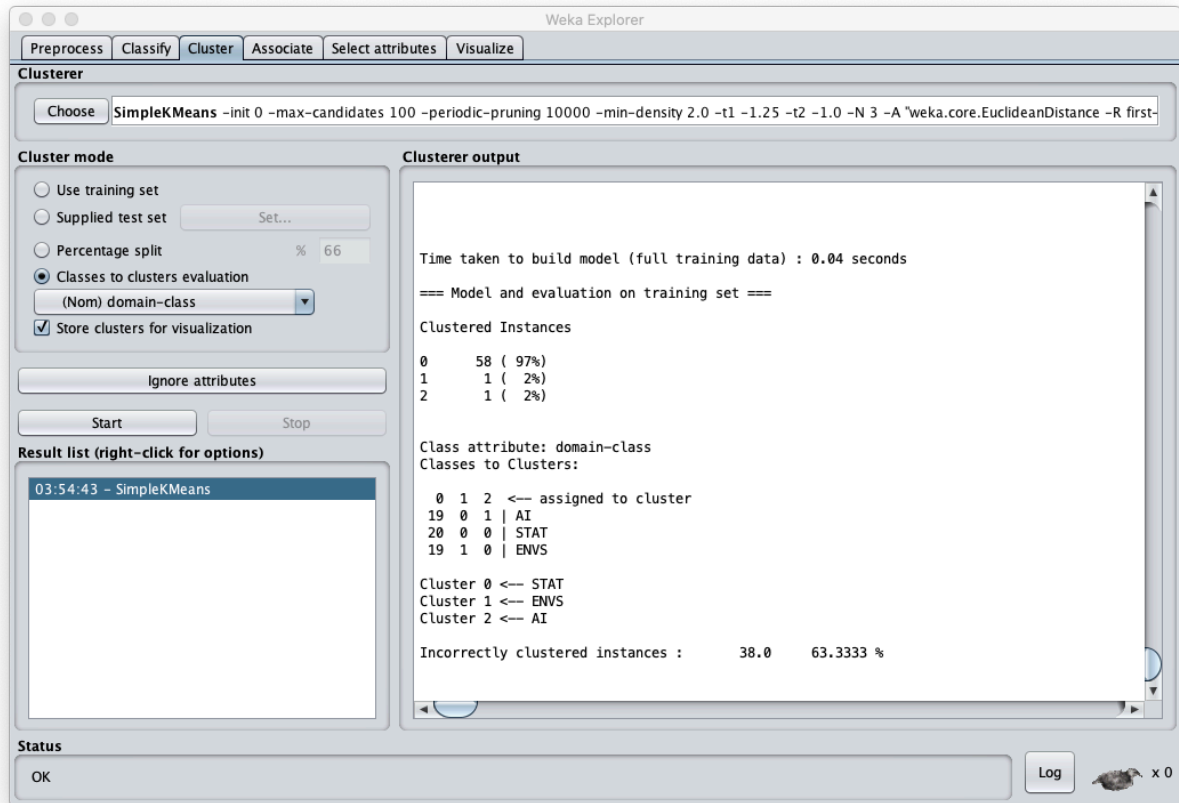 Weka Explorer
Preprocess Classify Cluster Associate Select attributes Visualize
Clusterer
Choose SimpleKMeans -init 0 -max-candidates 100 -periodic-pruning 10000 -min-density 2.0 -t1 -1.25 -t2 -1.0 -N 3 -A "weka.core.EuclideanDistance -R first-
Cluster mode
Use training set
Supplied test set Set...
Percentage split % 66
Classes to clusters evaluation
(Nom) domain-class
Store clusters for visualization
Ignore attributes
Start Stop
Result list (right-click for options)
03:54:43 - SimpleKMeans
Clusterer output
Time taken to build model (full training data) : 0.04 seconds
=== Model and evaluation on training set ===
Clustered Instances
0 58 ( 97%)
1 1 ( 2%)
2 1 ( 2%)
Class attribute: domain-class
Classes to Clusters:
0 1 2 <-- assigned to cluster
19 0 1 | AI
20 0 0 | STAT
19 1 0 | ENVS
Cluster 0 <-- STAT
Cluster 1 <-- ENVS
Cluster 2 <-- AI
Incorrectly clustered instances : 38.0 63.3333 %
Status
OK
Log x 0